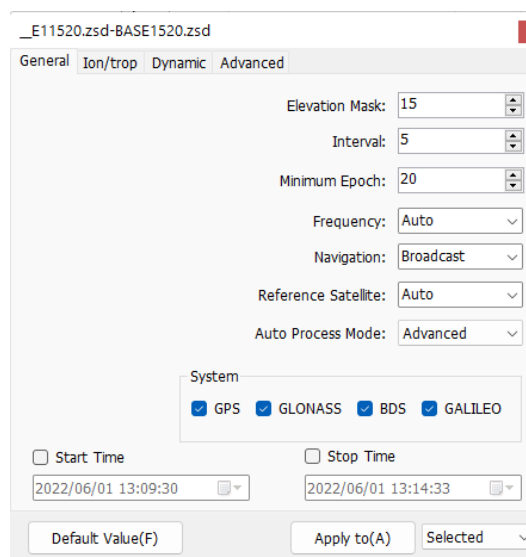 __E11520.zsd-BASE1520.zsd
General Ion/trop Dynamic Advanced
Elevation Mask: 15
Interval: 5
Minimum Epoch: 20
Frequency: Auto
Navigation: Broadcast
Reference Satellite: Auto
Auto Process Mode: Advanced
System
GPS GLONASS BDS GALILEO
Start Time Stop Time
2022/06/01 13:09:30 2022/06/01 13:14:33
Default Value(F) Apply to(A) Selected